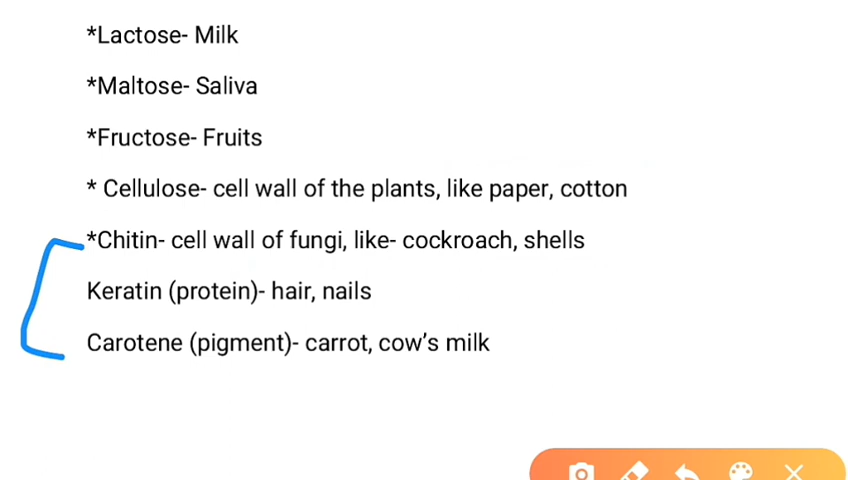 *Lactose- Milk
*Maltose- Saliva
*Fructose- Fruits
* Cellulose- cell wall of the plants, like paper, cotton
*Chitin- cell wall of fungi, like- cockroach, shells
Keratin (protein)- hair, nails
Carotene (pigment)- carrot, cow's milk